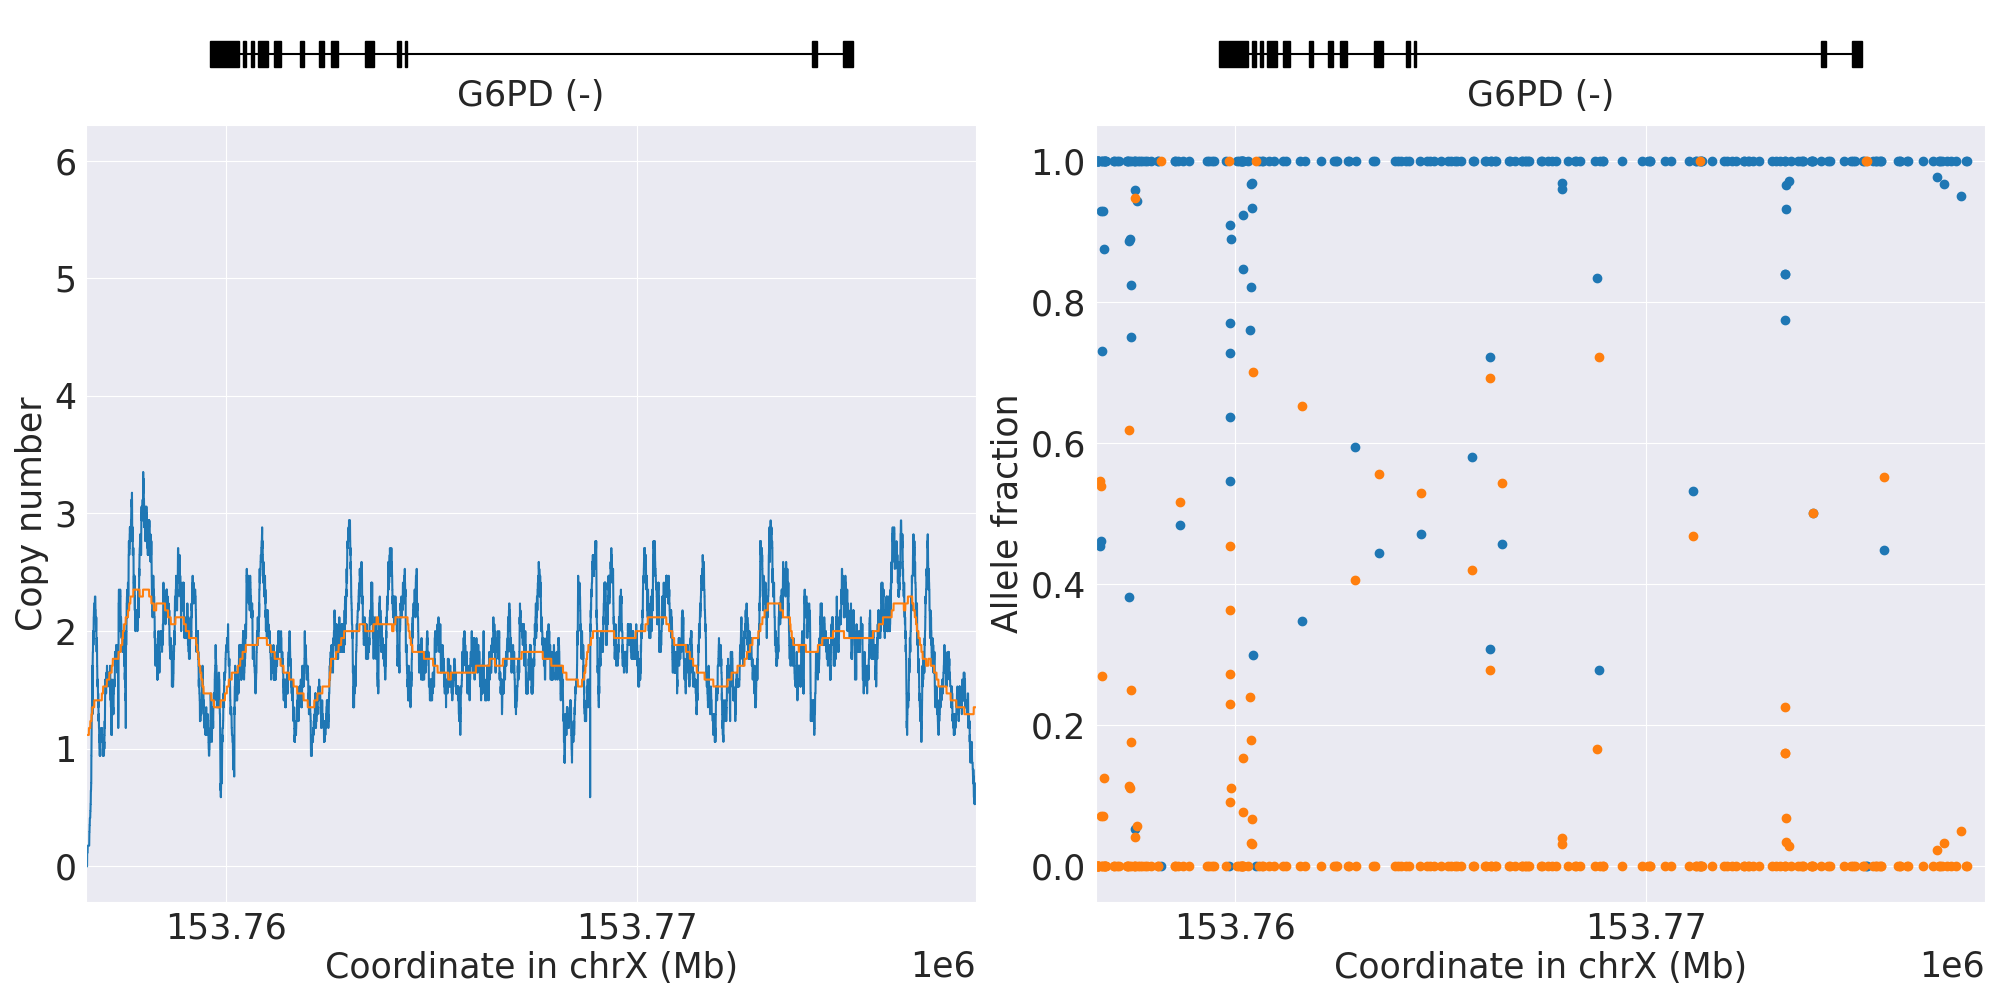 G6PD (-)
G6PD (-)
Copy number
6
5
4
3
2
1
0
153.76
153.77
Coordinate in chrX (Mb)
1e6
Allele fraction
1.0
0.8
0.6
0.4
0.2
0.0
153.76
153.77
Coordinate in chrX (Mb)
1e6